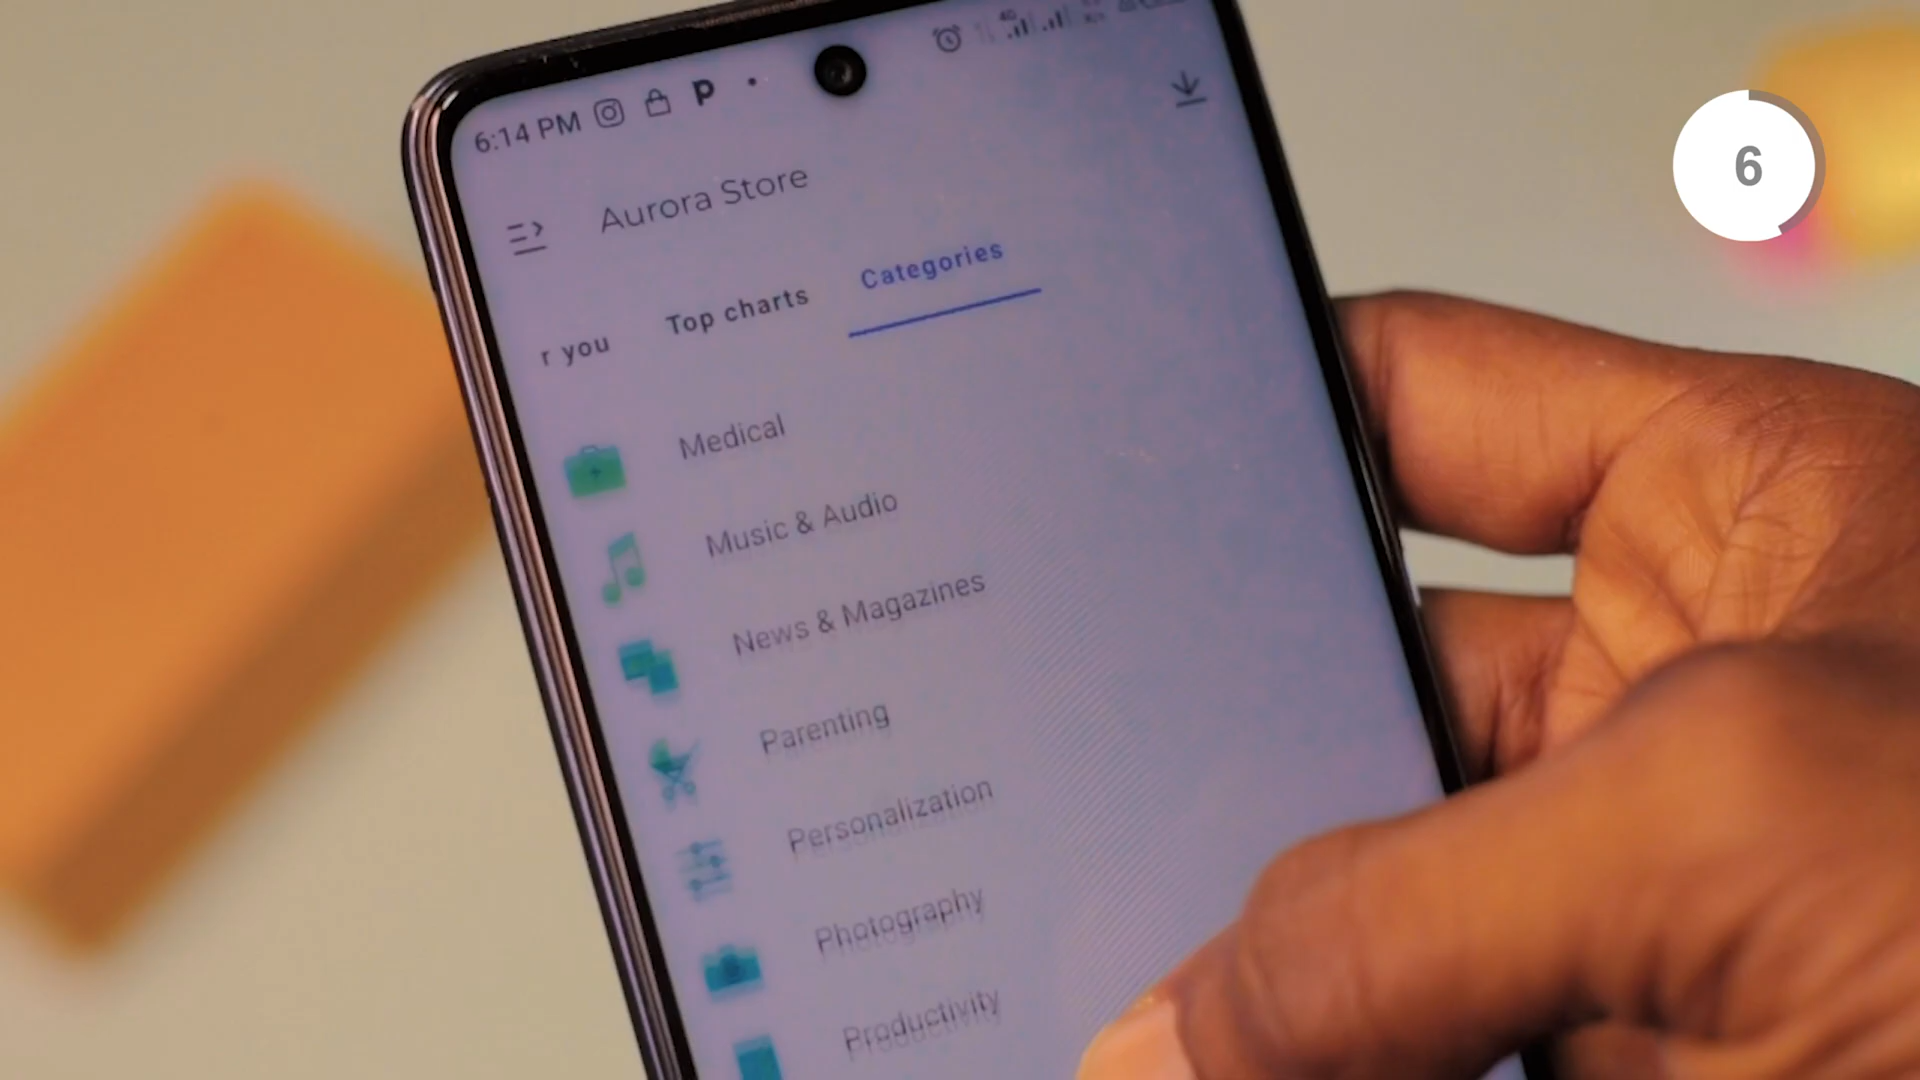 6:14 PM
4G
6
Aurora Store
r you
Top charts
Categories
Medical
Music & Audio
News & Magazines
Parenting
Personalization
Photography
Productivity